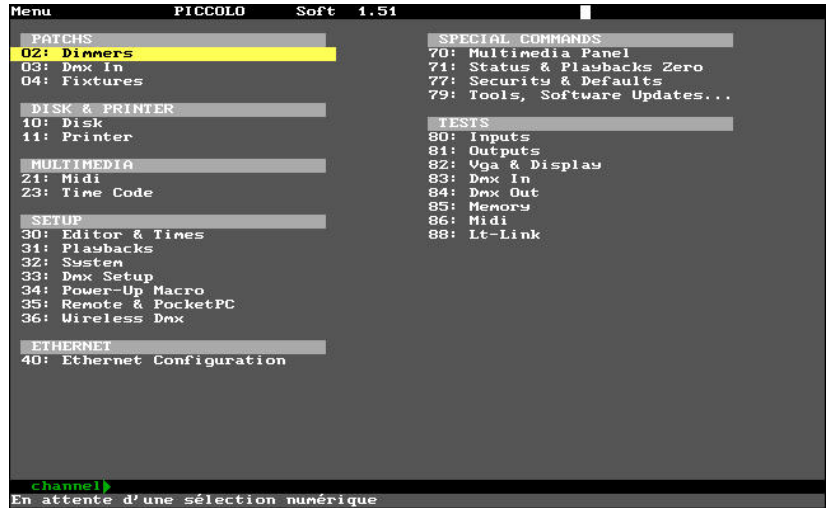 Menu PICCOLO Soft 1.51
PATCHS
02: Dimmers
03: Dmx In
04: Fixtures
DISK & PRINTER
10: Disk
11: Printer
MULTIMEDIA
21: Midi
23: Time Code
SETUP
30: Editor & Times
31: Playbacks
32: System
33: Dmx Setup
34: Power-Up Macro
35: Remote & PocketPC
36: Wireless Dmx
ETHERNET
40: Ethernet Configuration
SPECIAL COMMANDS
70: Multimedia Panel
71: Status & Playbacks Zero
77: Security & Defaults
79: Tools, Software Updates...
TESTS
80: Inputs
81: Outputs
82: Vga & Display
83: Dmx In
84: Dmx Out
85: Memory
86: Midi
88: Lt-Link
channel
En attente d'une sélection numérique